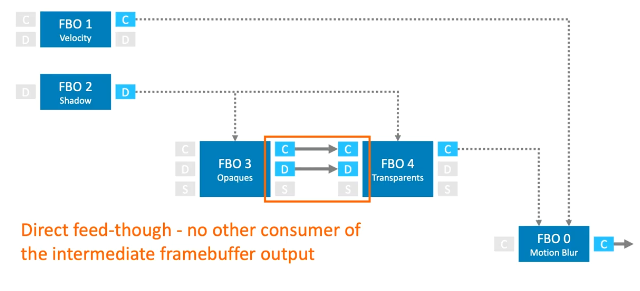 C FBO 1 C
D Velocity D
D FBO 2 D
Shadow
C C C FBO 4 C
D FBO 3 D D D
Opaques Transparents
S S S S
Direct feed-though - no other consumer of
the intermediate framebuffer output
C FBO 0 C
Motion Blur